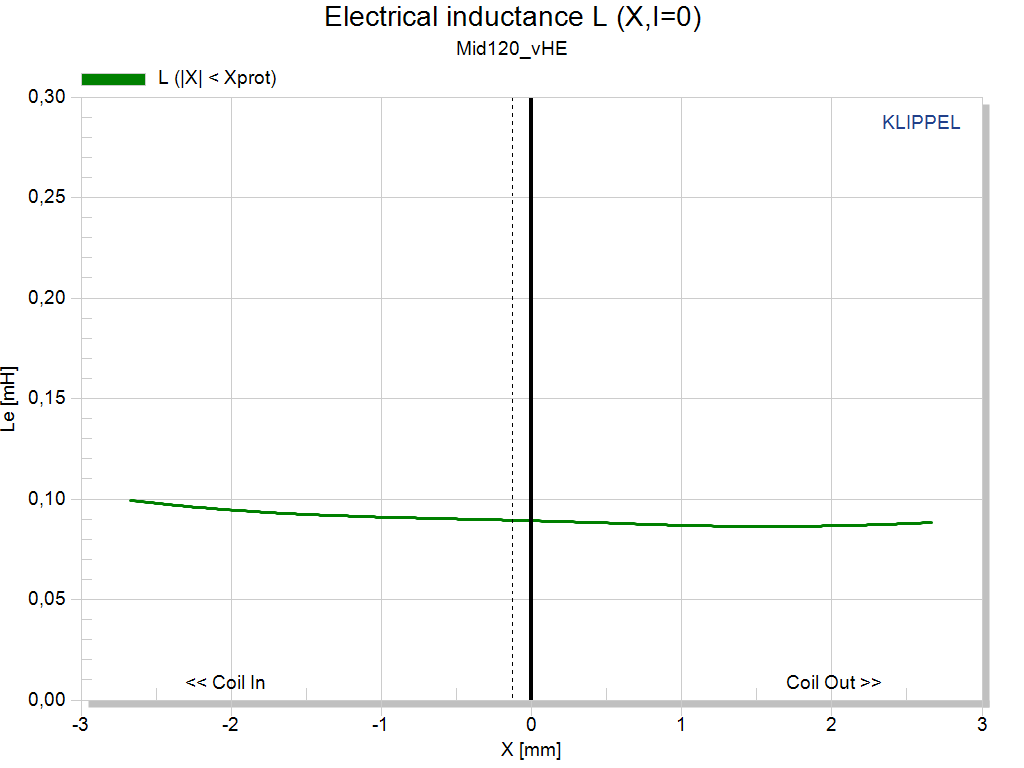 Electrical inductance L (X,I=0)
Mid120_vHE
L (|X| < Xprot)
KLIPPEL
0,30
0,25
0,20
0,15
0,10
0,05
0,00
Le [mH]
<< Coil In
Coil Out >>
-3 -2 -1 0 1 2 3
X [mm]